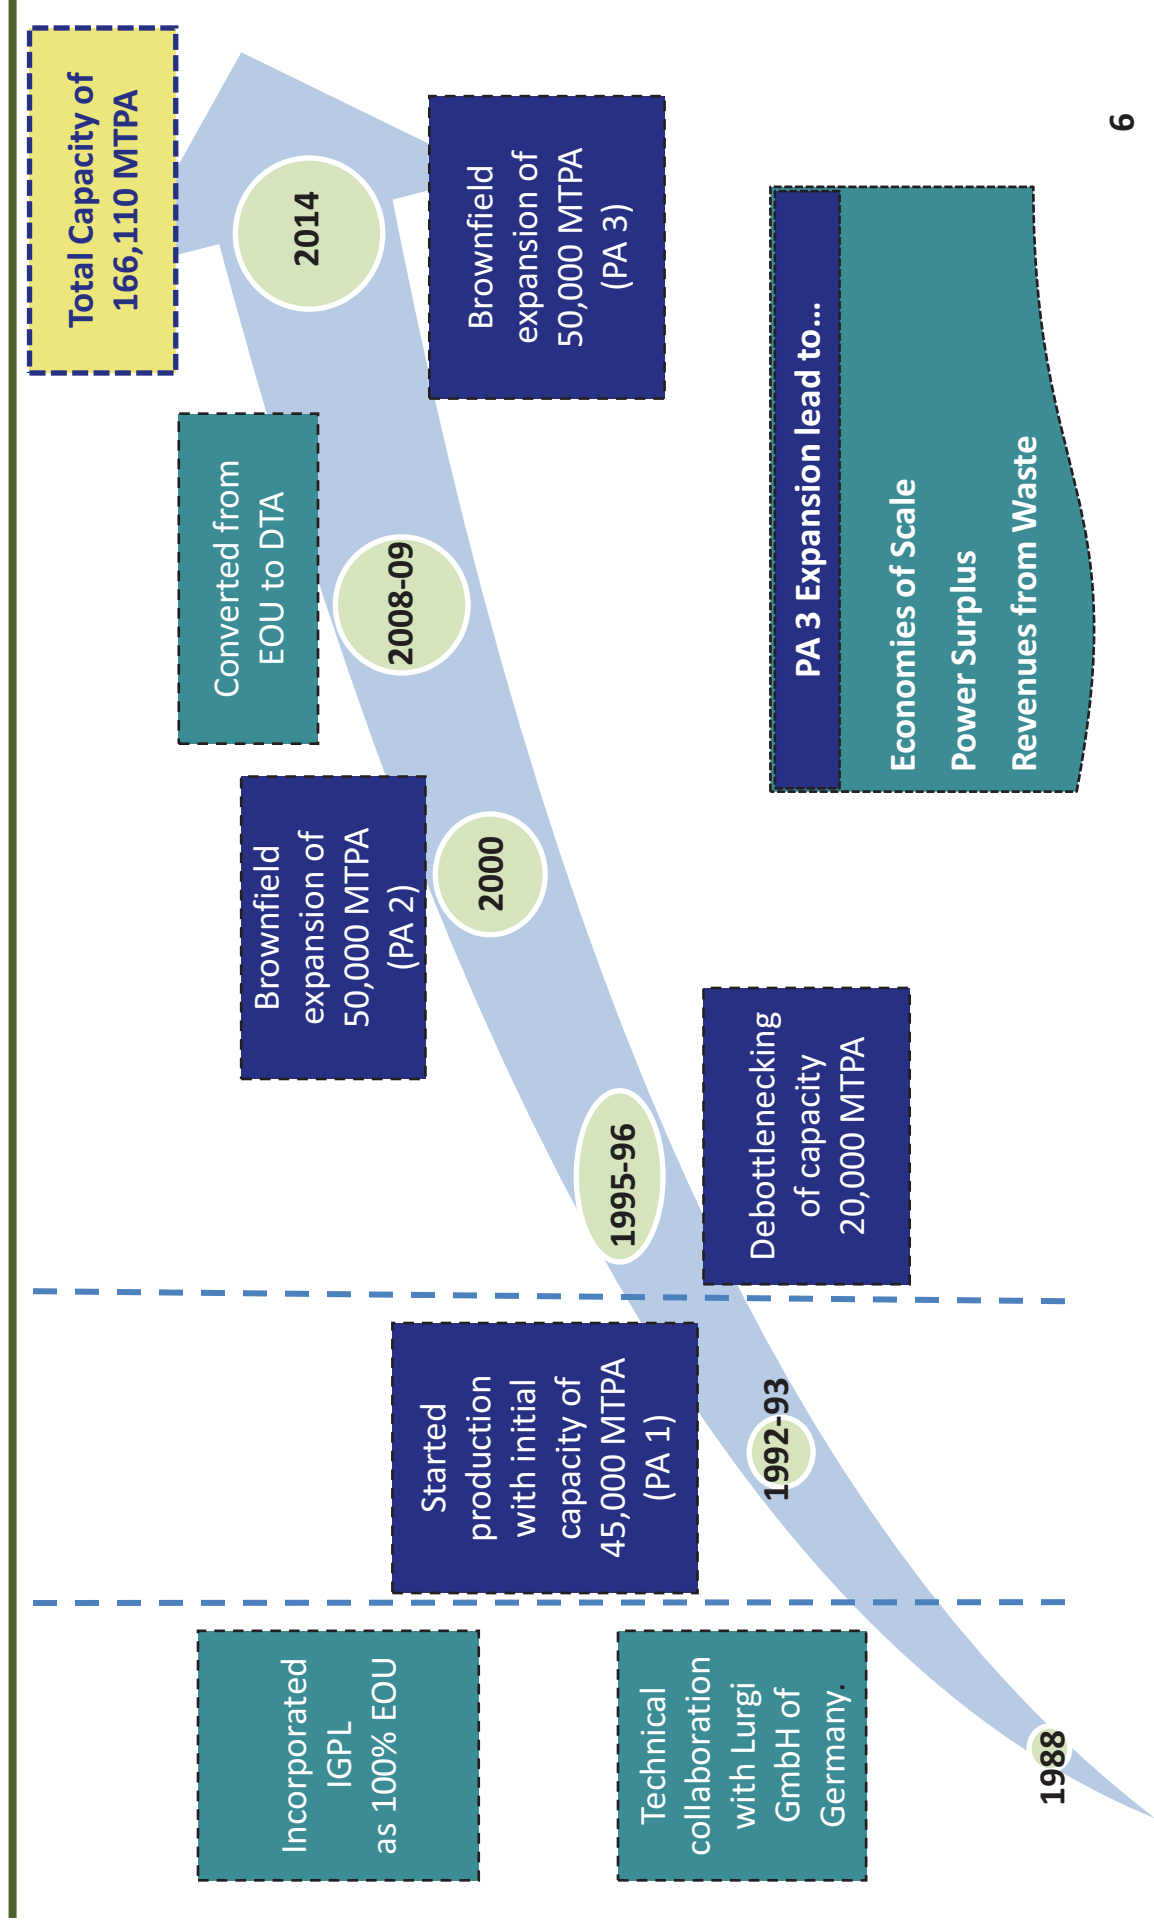 Total Capacity of
166,110 MTPA
Incorporated
IGPL
as 100% EOU
Technical
collaboration
with Lurgi
GmbH of
Germany.
1988
Started
production
with initial
capacity of
45,000 MTPA
(PA 1)
1992-93
1995-96
Debottlenecking
of capacity
20,000 MTPA
Brownfield
expansion of
50,000 MTPA
(PA 2)
2000
Converted from
EOU to DTA
2008-09
2014
Brownfield
expansion of
50,000 MTPA
(PA 3)
PA 3 Expansion lead to...
Economies of Scale
Power Surplus
Revenues from Waste
6